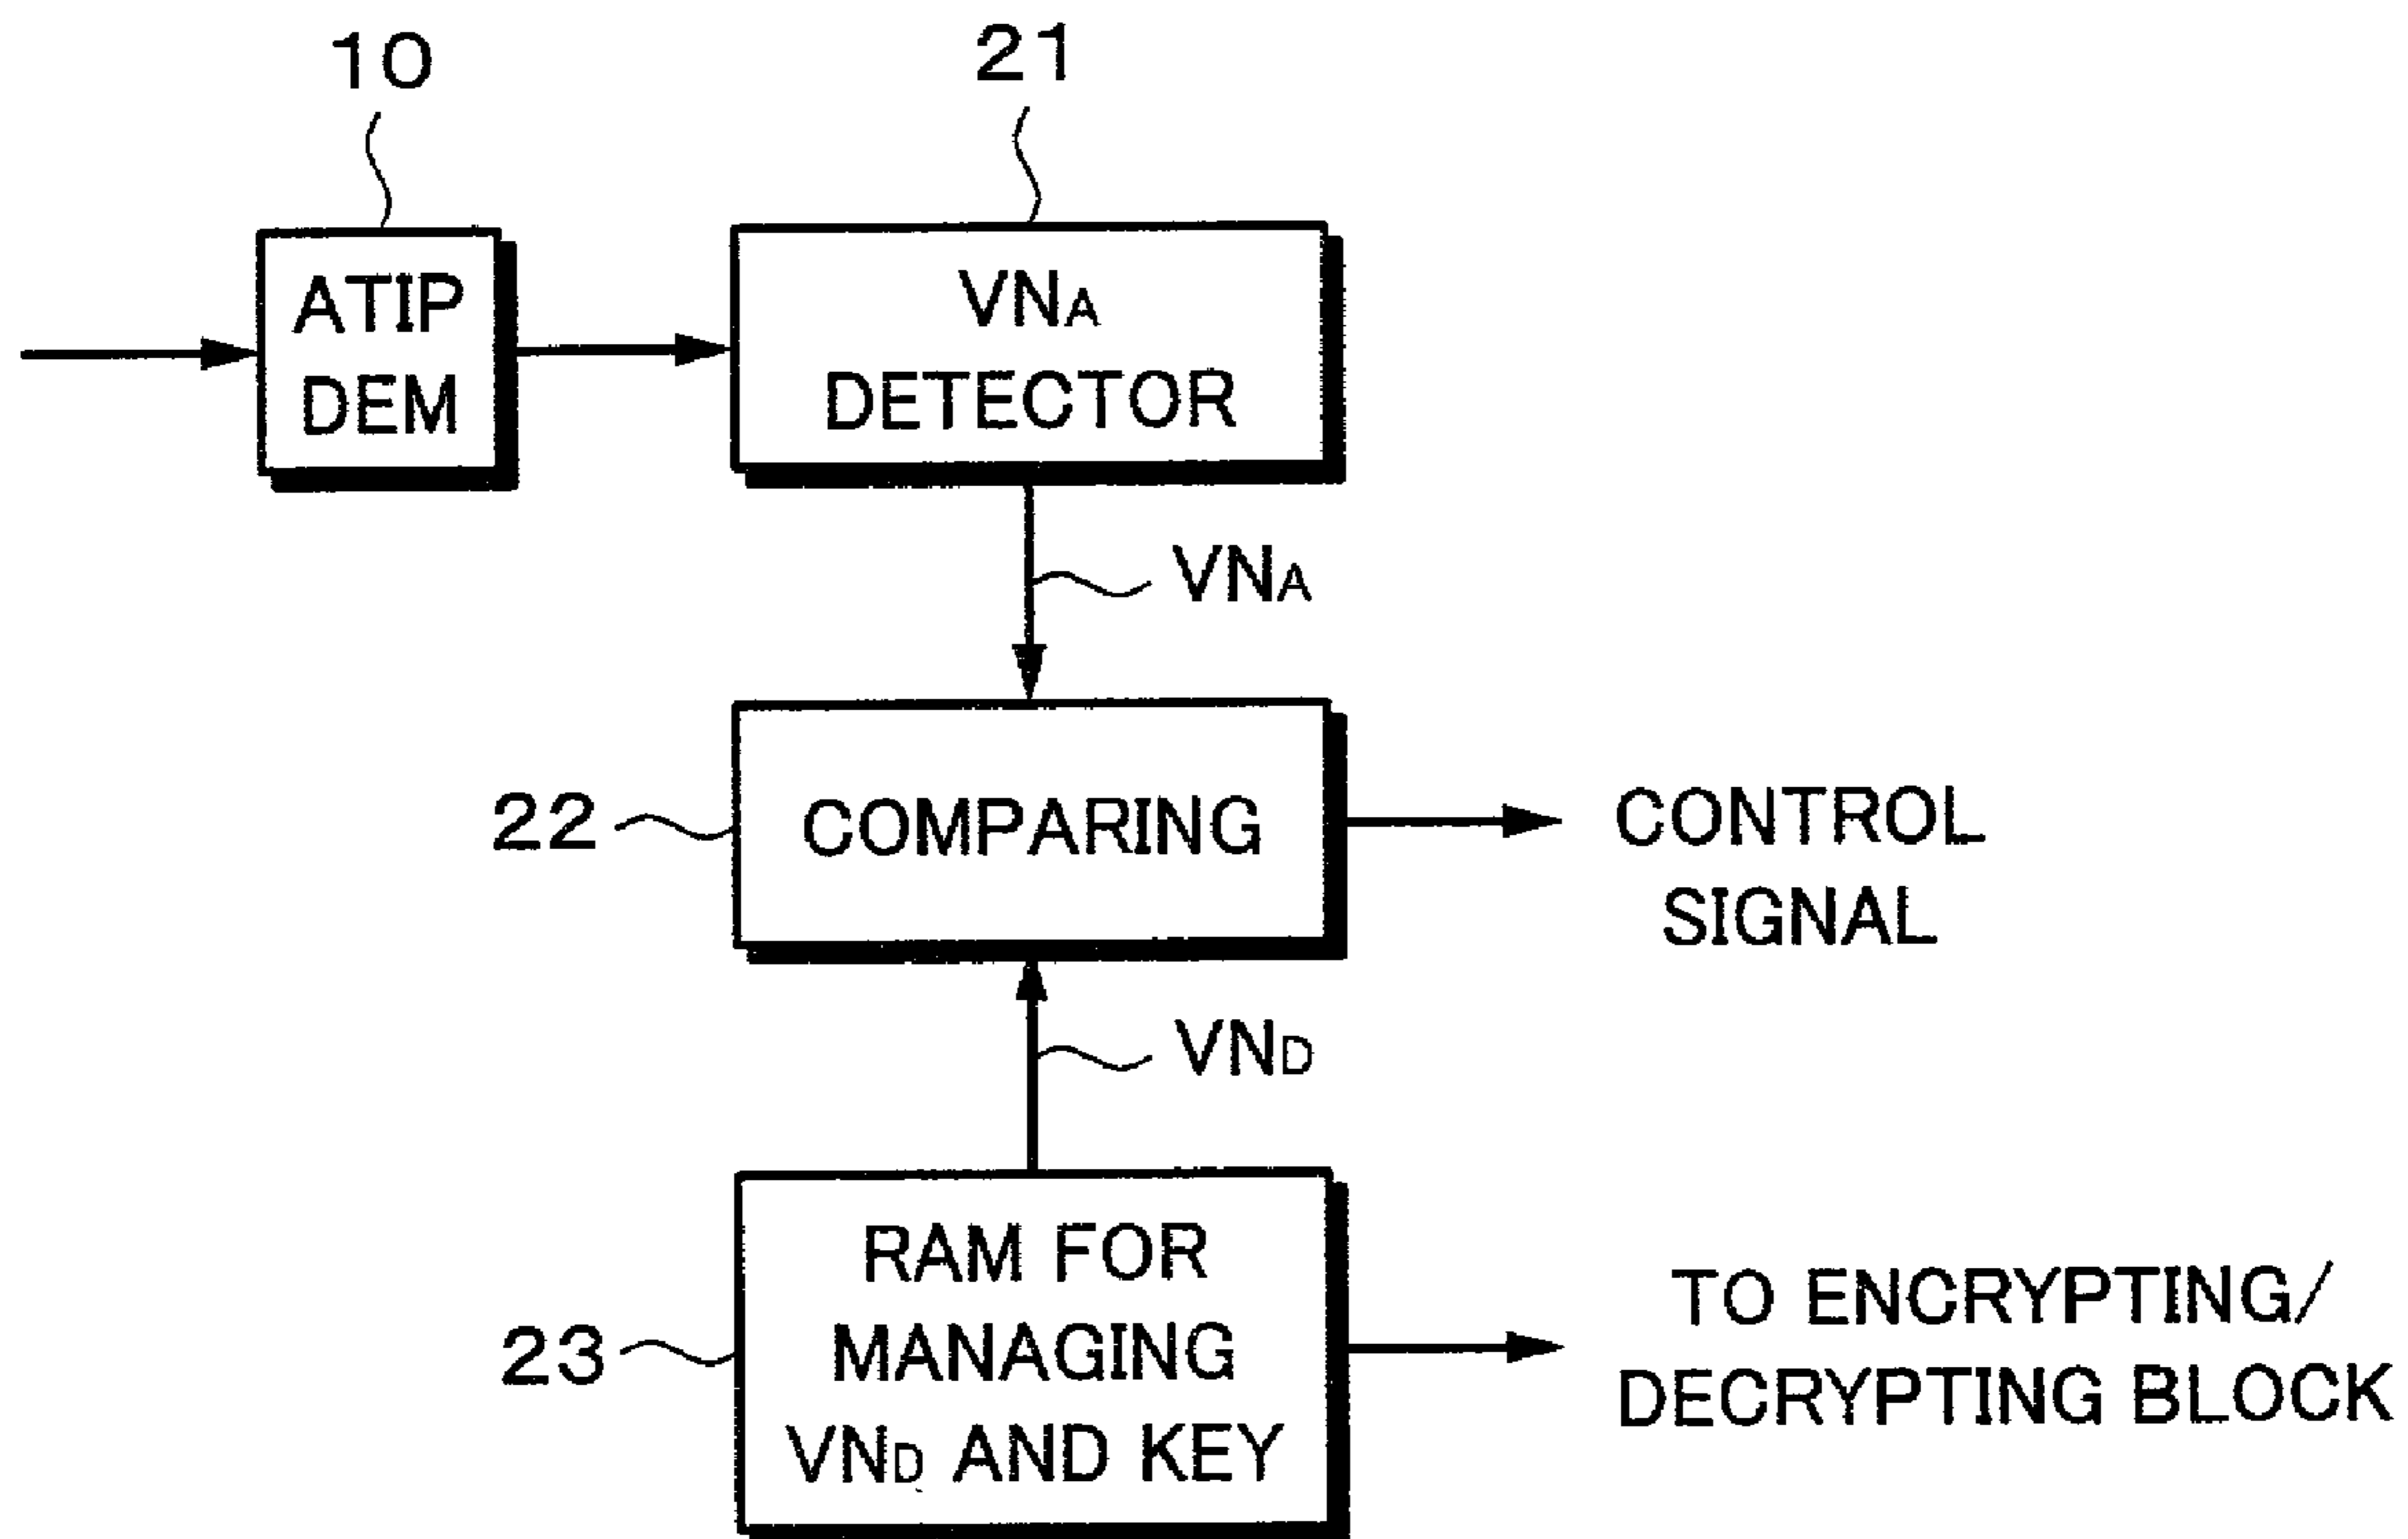 10
21
ATIP
DEM
VNA
DETECTOR
VNA
22
COMPARING
CONTROL
SIGNAL
VND
23
RAM FOR
MANAGING
VND AND KEY
TO ENCRYPTING/
DECRYPTING BLOCK